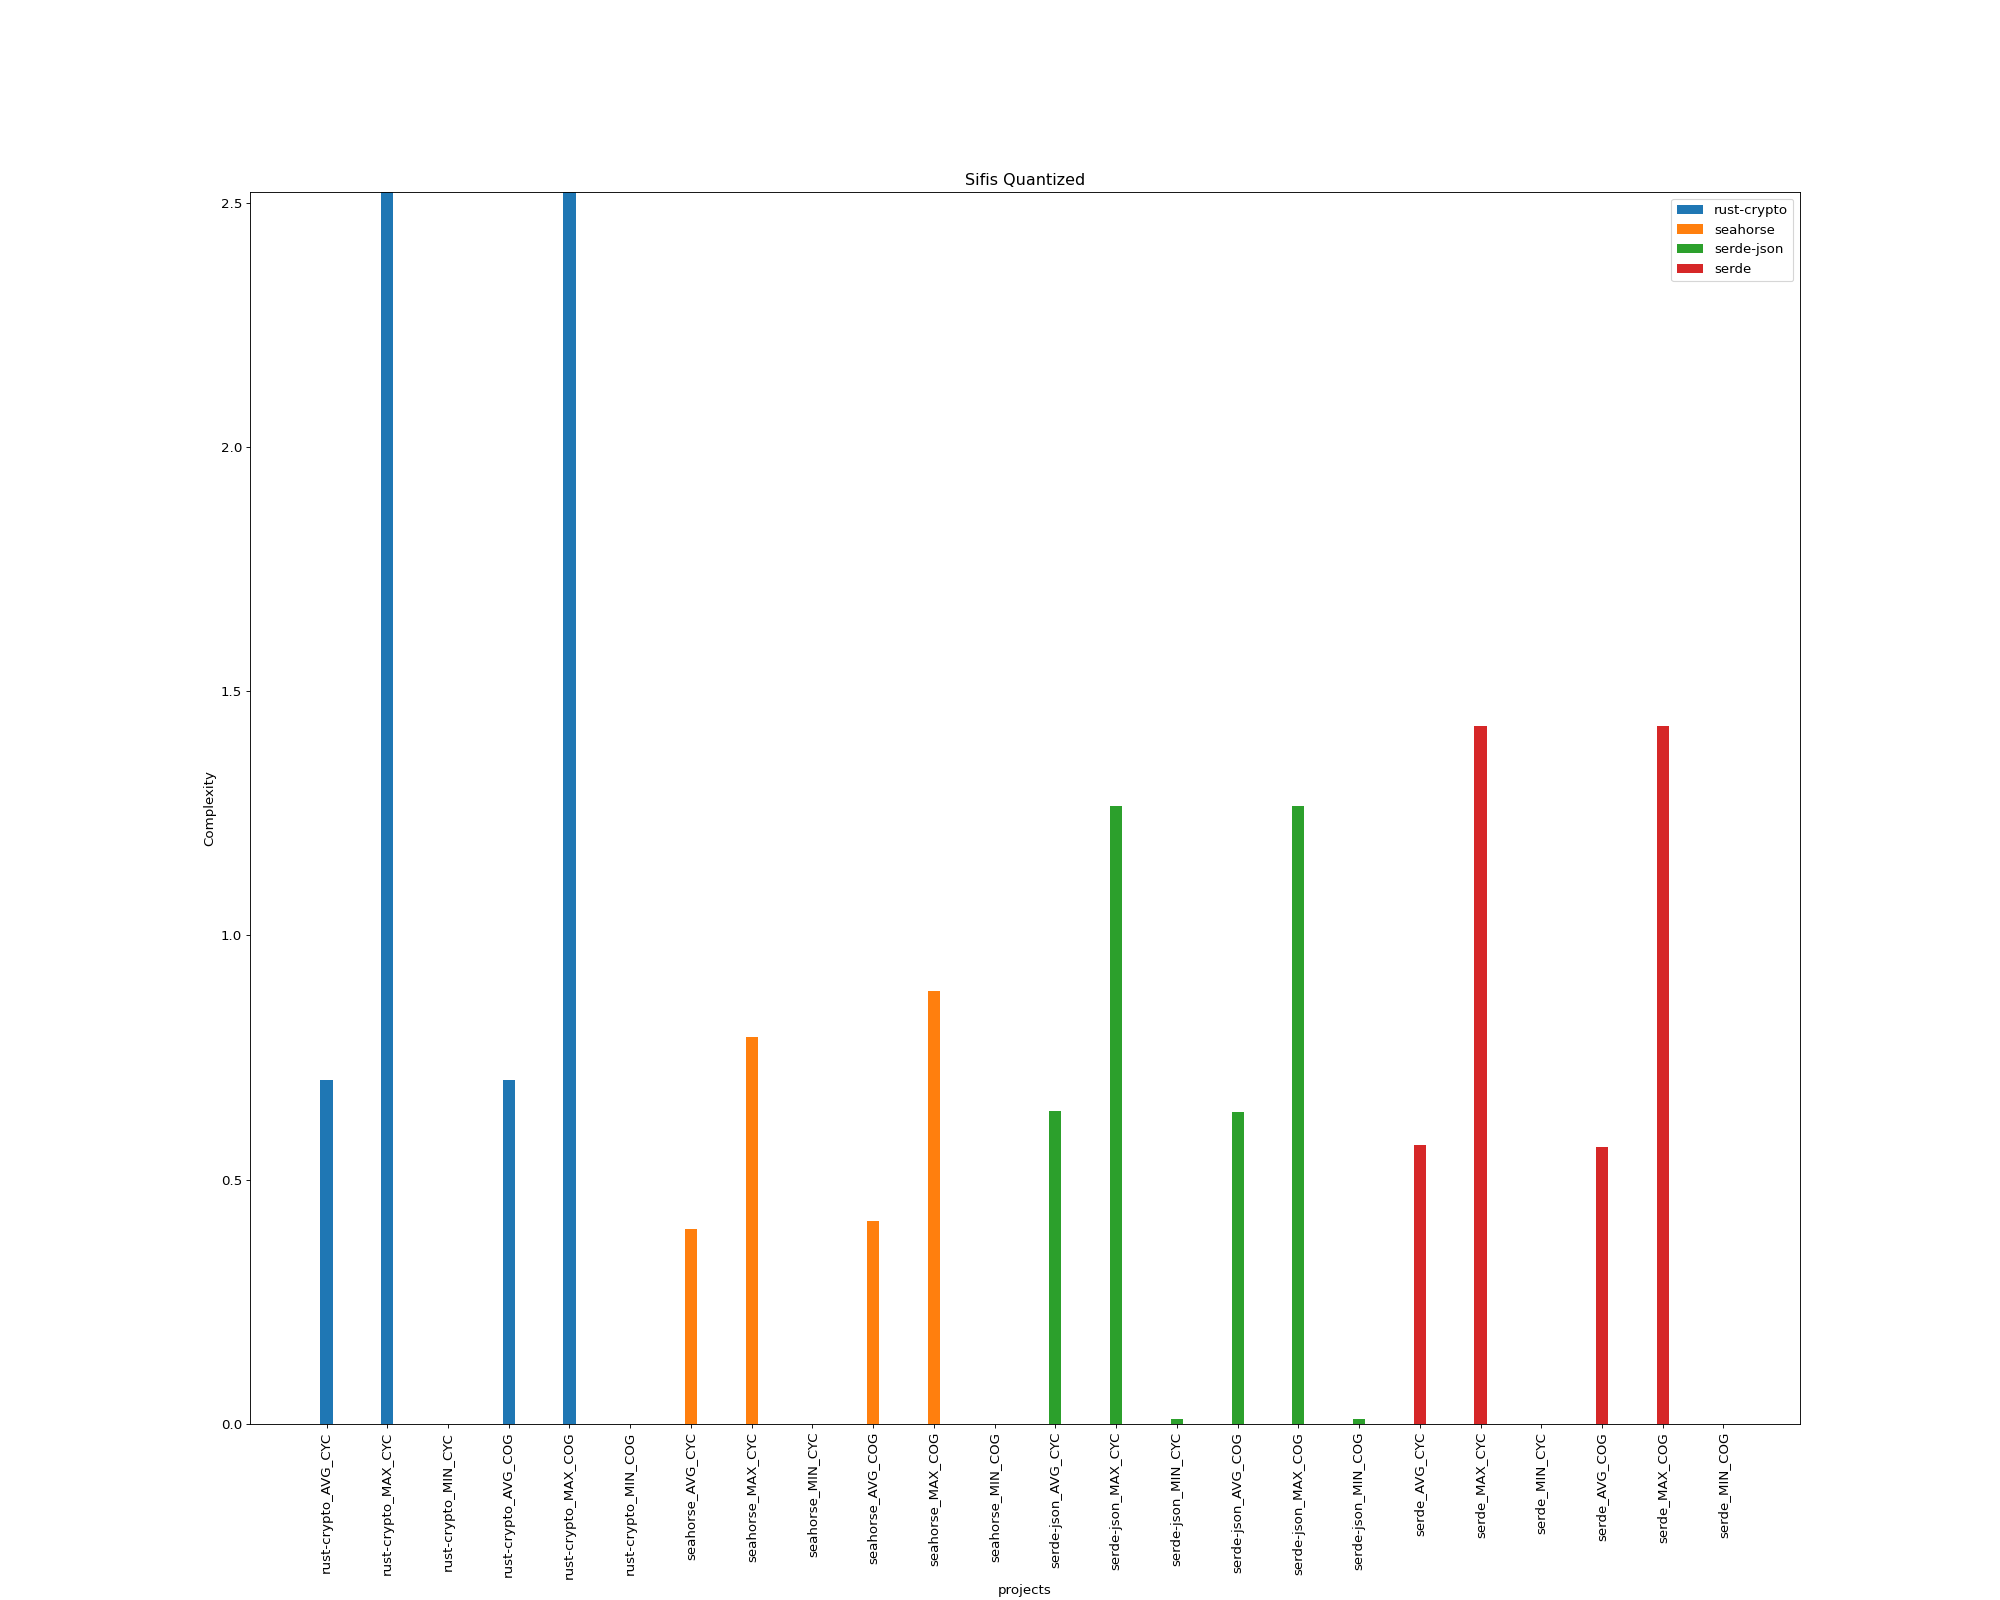 Sifis Quantized
rust-crypto
seahorse
serde-json
serde
2.5
2.0
1.5
1.0
0.5
0.0
Complexity
rust-crypto_AVG_CYC
rust-crypto_MAX_CYC
rust-crypto_MIN_CYC
rust-crypto_AVG_COG
rust-crypto_MAX_COG
rust-crypto_MIN_COG
seahorse_AVG_CYC
seahorse_MAX_CYC
seahorse_MIN_CYC
seahorse_AVG_COG
seahorse_MAX_COG
seahorse_MIN_COG
serde-json_AVG_CYC
serde-json_MAX_CYC
serde-json_MIN_CYC
serde-json_AVG_COG
serde-json_MAX_COG
serde-json_MIN_COG
serde_AVG_CYC
serde_MAX_CYC
serde_MIN_CYC
serde_AVG_COG
serde_MAX_COG
serde_MIN_COG
projects